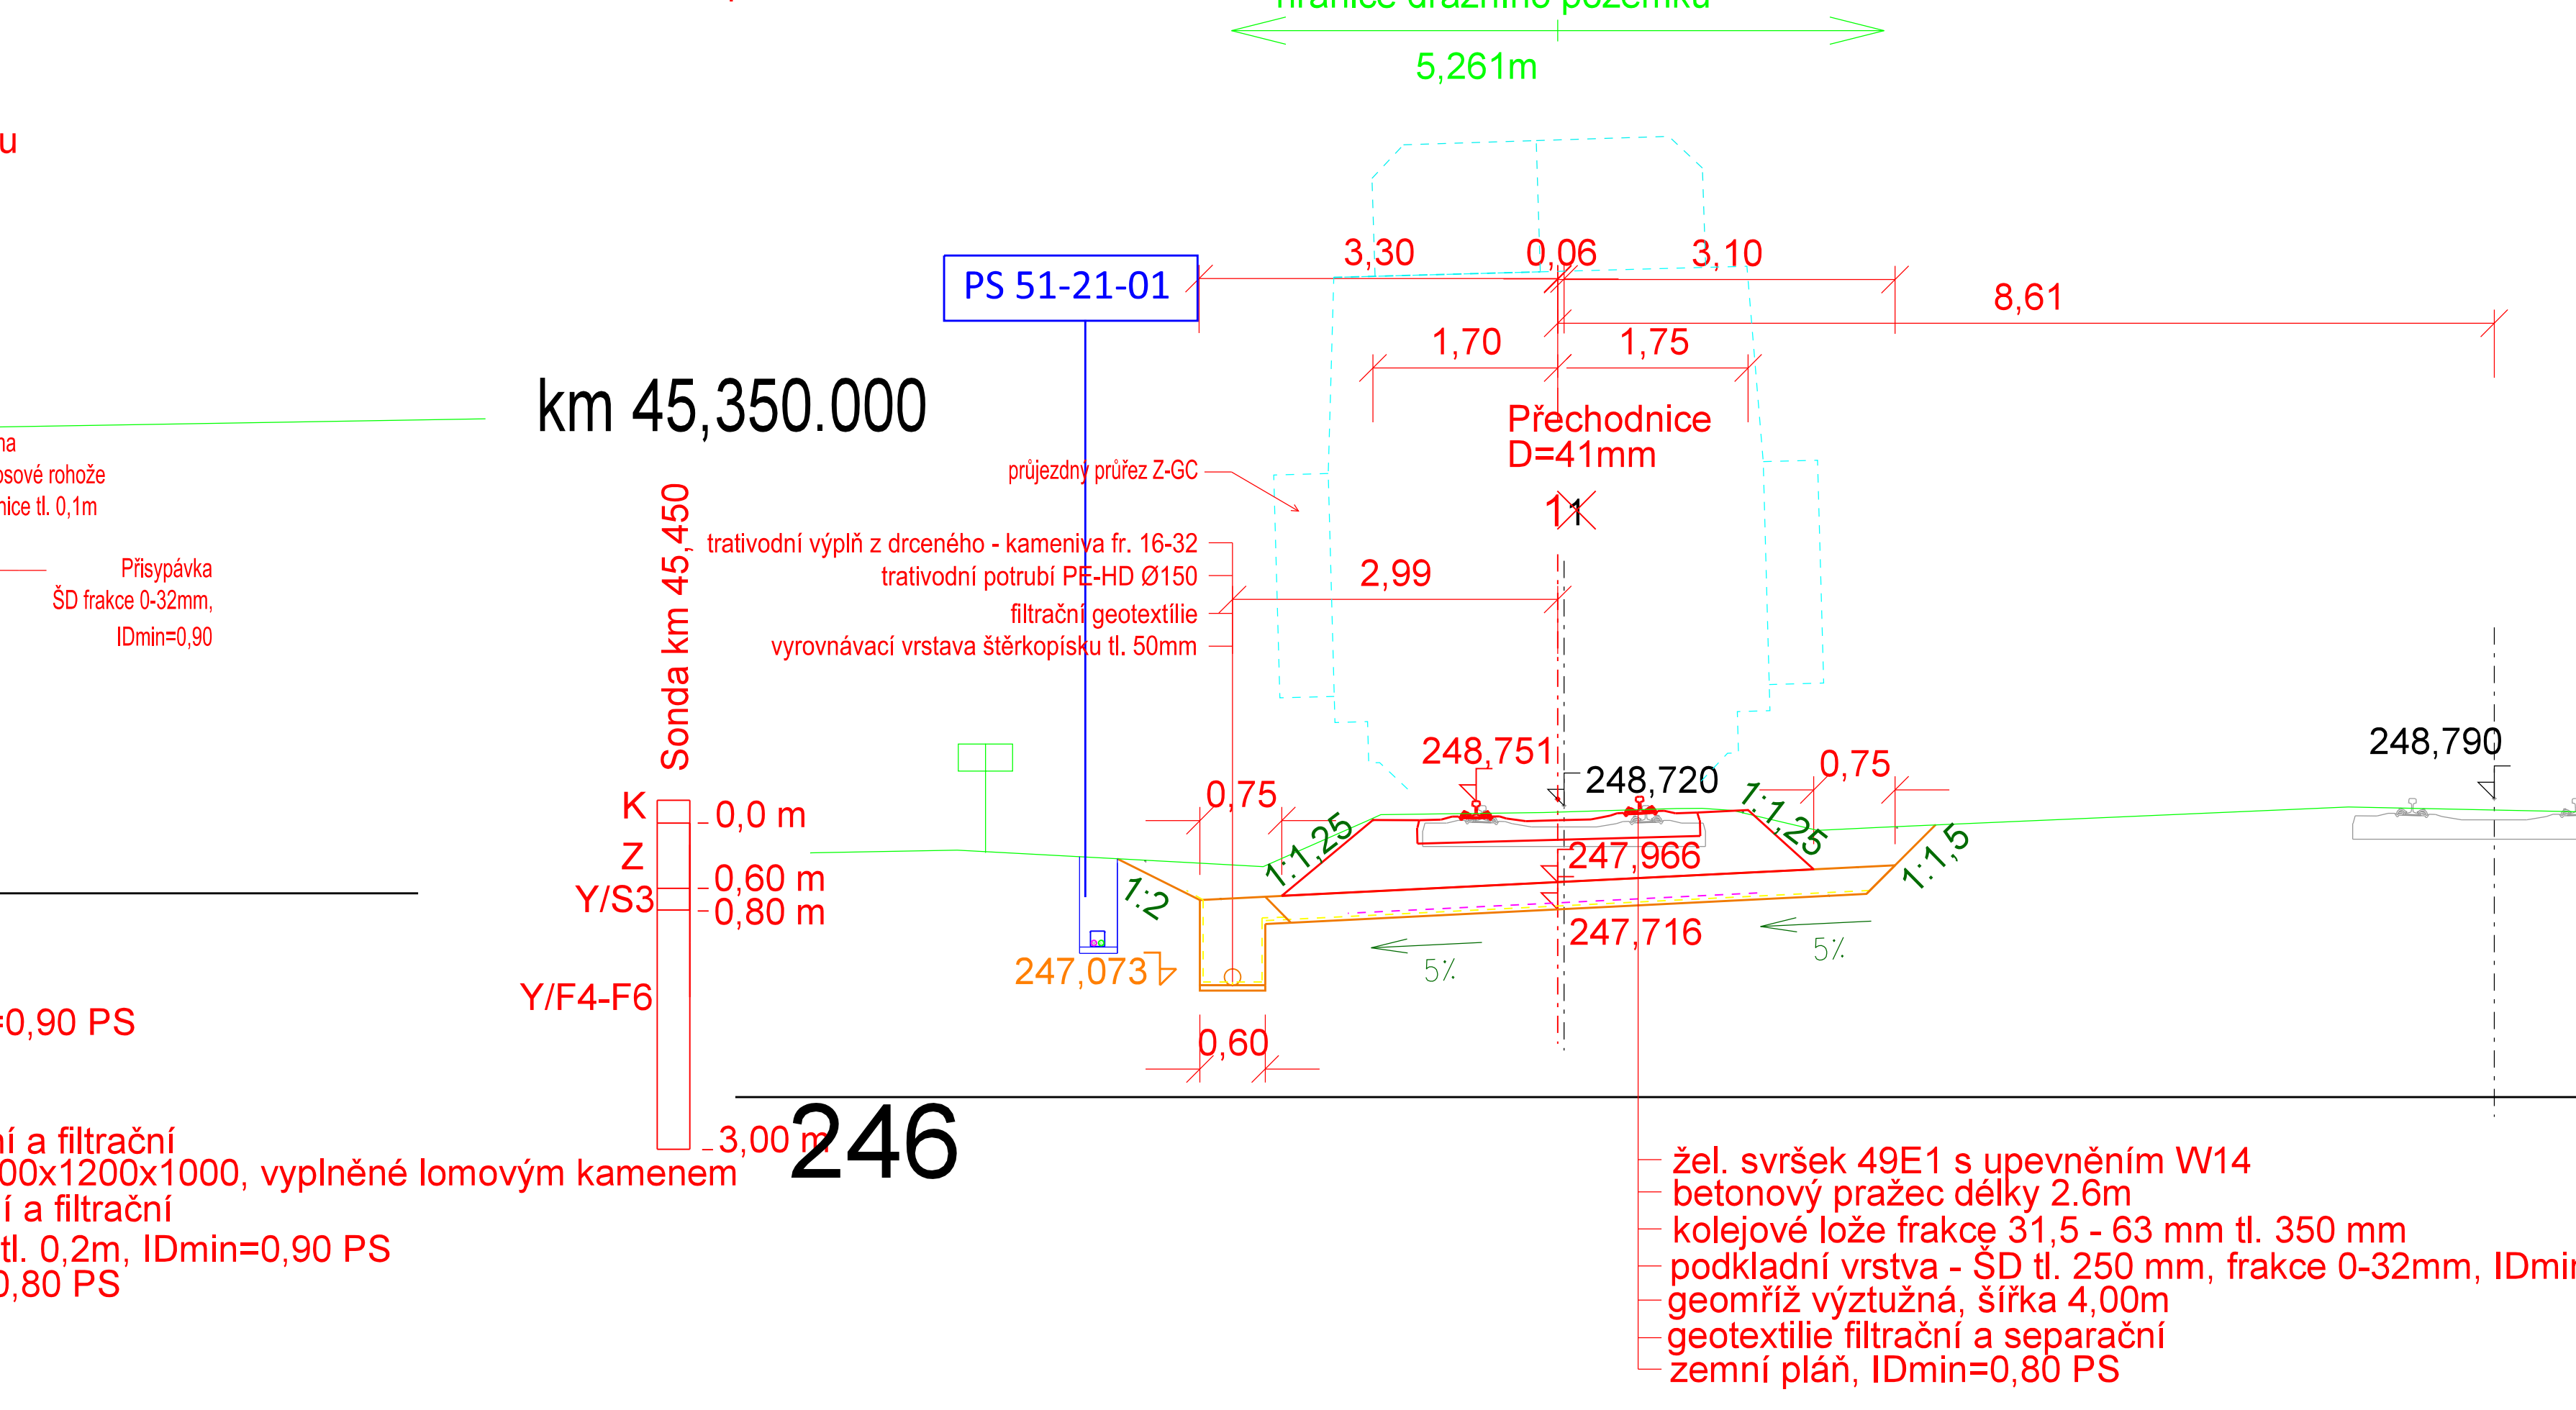 hranice drážního pozemku
5,261m
u
3,30
0,06
3,10
PS 51-21-01
8,61
1,70
1,75
km 45,350.000
Přechodnice
D=41mm
osové rohože
nice tl. 0,1m
průjezdný průřez Z-GC
1
1
Sonda km 45,450
trativodní výplň z drceného - kameniva fr. 16-32
trativodní potrubí PE-HD Ø150
filtrační geotextílie
vyrovnávací vrstava štěrkopísku tl. 50mm
2,99
Přisypávka
ŠD frakce 0-32mm,
IDmin=0,90
248,751
248,720
248,790
0,75
0,75
1:1,25
1:1,25
1:1,5
1:2
K
0,0 m
Z
0,60 m
Y/S3
0,80 m
Y/F4-F6
3,00 m
247,966
247,716
247,073
5%
5%
0,60
=0,90 PS
246
ní a filtrační
00x1200x1000, vyplněné lomovým kamenem
í a filtrační
tl. 0,2m, IDmin=0,90 PS
0,80 PS
žel. svršek 49E1 s upevněním W14
betonový pražec délky 2.6m
kolejové lože frakce 31,5 - 63 mm tl. 350 mm
podkladní vrstva - ŠD tl. 250 mm, frakce 0-32mm, IDmin
geomříž výztužná, šířka 4,00m
geotextilie filtrační a separační
zemní pláň, IDmin=0,80 PS